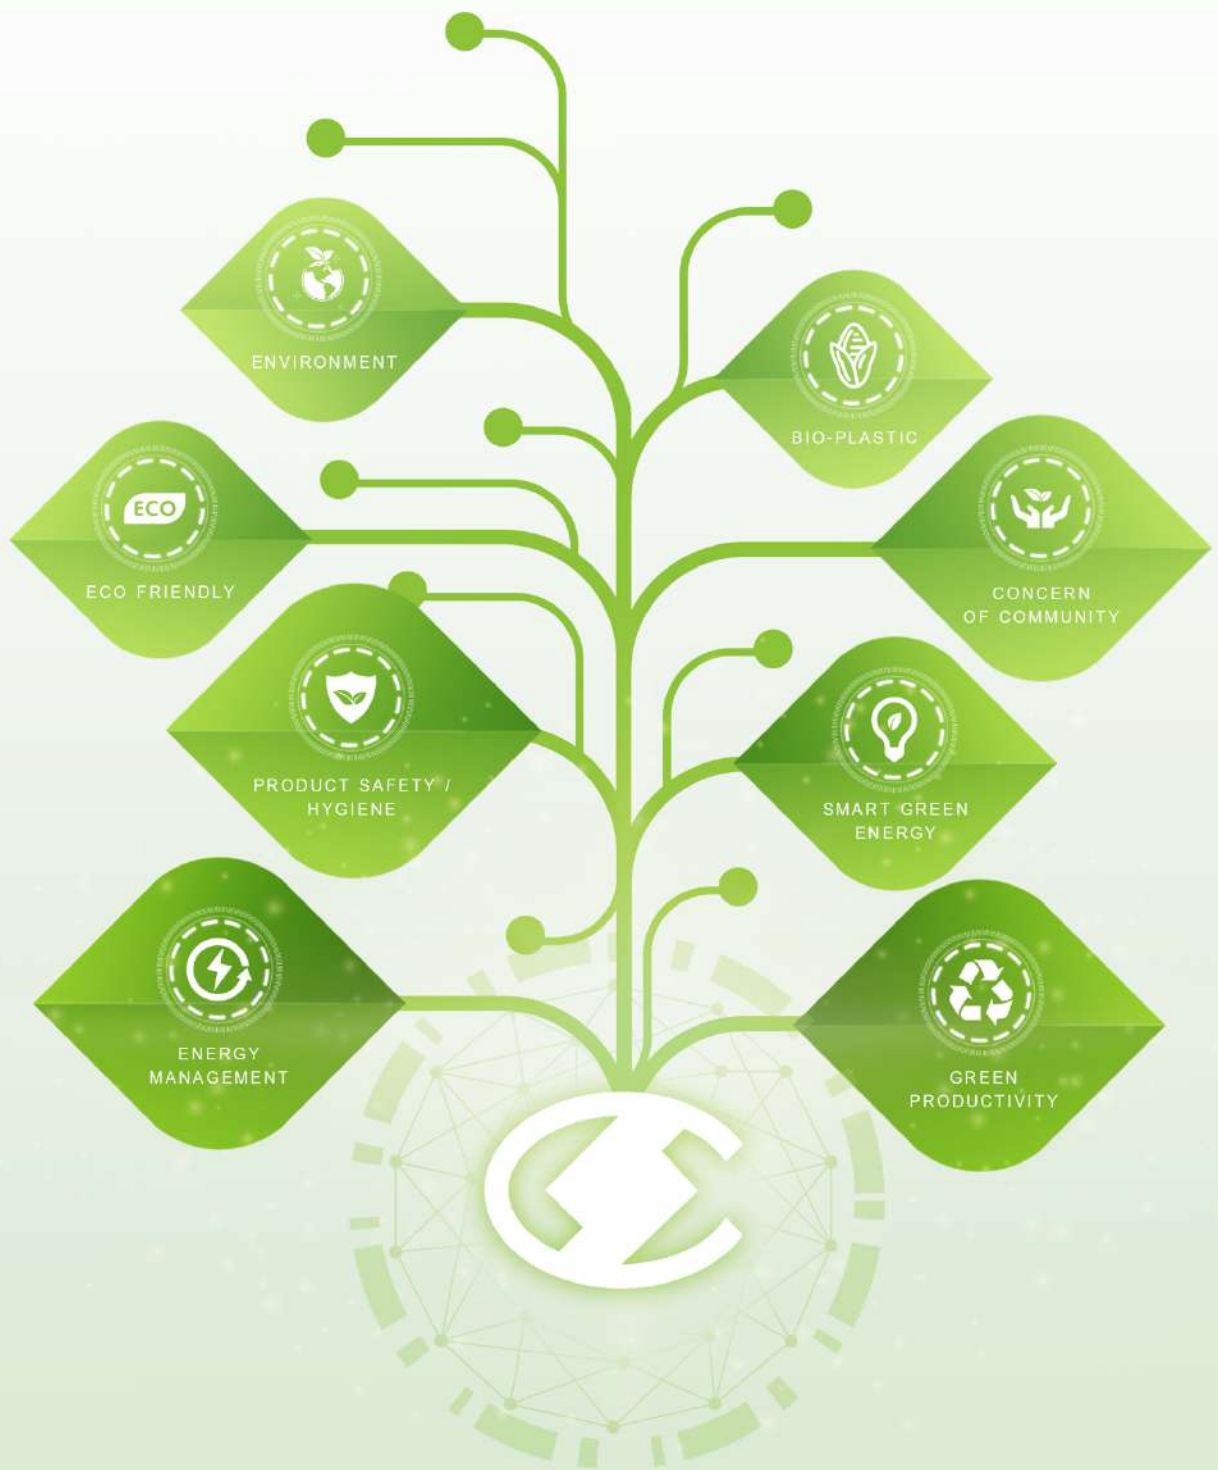 ENVIRONMENT
BIO-PLASTIC
ECO
ECO FRIENDLY
CONCERN
OF COMMUNITY
PRODUCT SAFETY /
HYGIENE
SMART GREEN
ENERGY
ENERGY
MANAGEMENT
GREEN
PRODUCTIVITY